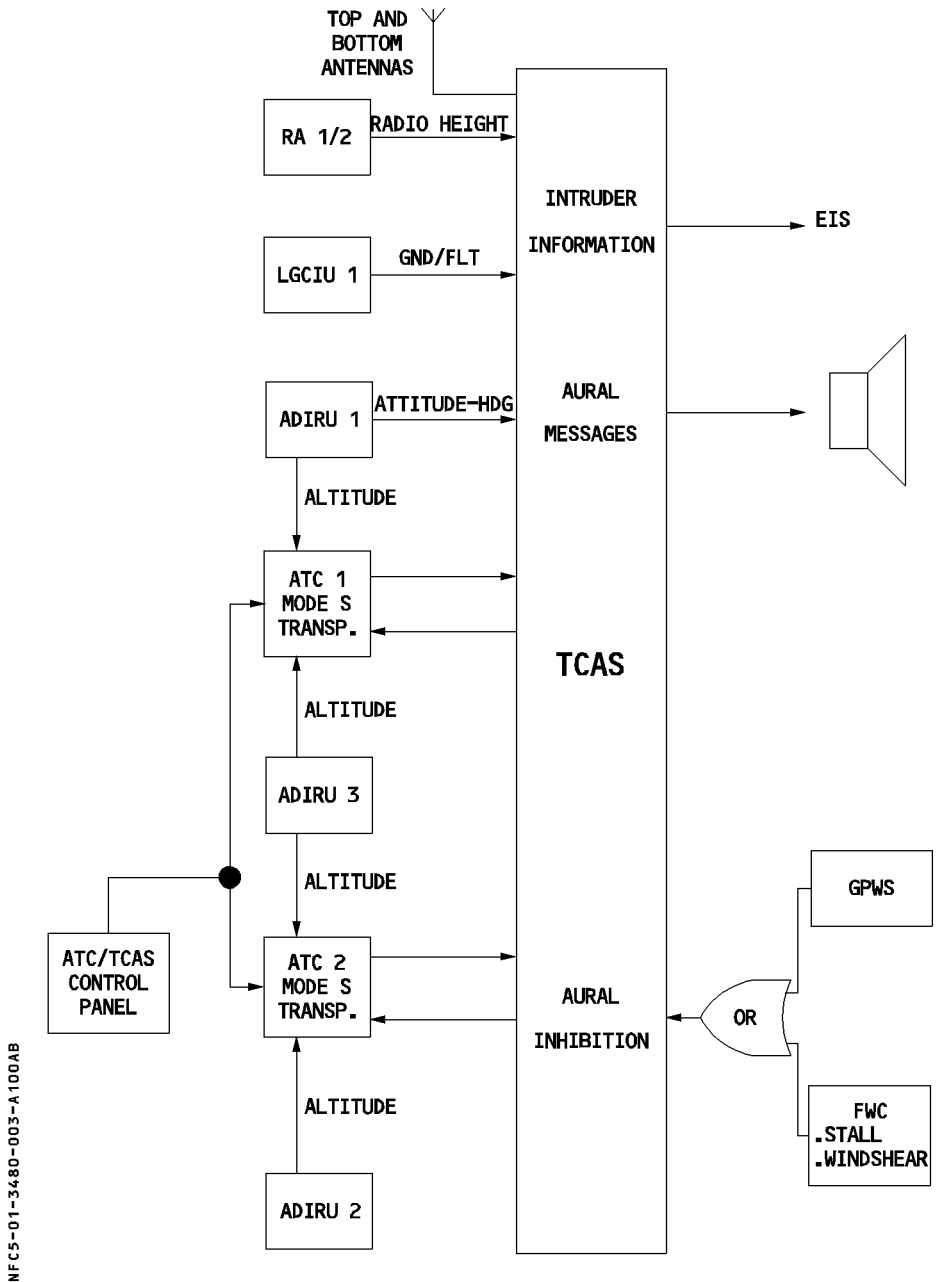 TOP AND
BOTTOM
ANTENNAS
RA 1/2
RADIO HEIGHT
INTRUDER
INFORMATION
EIS
LGCIU 1
GND/FLT
ADIRU 1
ATTITUDE-HDG
AURAL
MESSAGES
ALTITUDE
ATC 1
MODE S
TRANSP.
TCAS
ALTITUDE
ADIRU 3
ALTITUDE
GPWS
ATC/TCAS
CONTROL
PANEL
ATC 2
MODE S
TRANSP.
AURAL
INHIBITION
OR
ALTITUDE
FWC
.STALL
.WINDSHEAR
ADIRU 2
NFC5-01-3480-003-A100AB